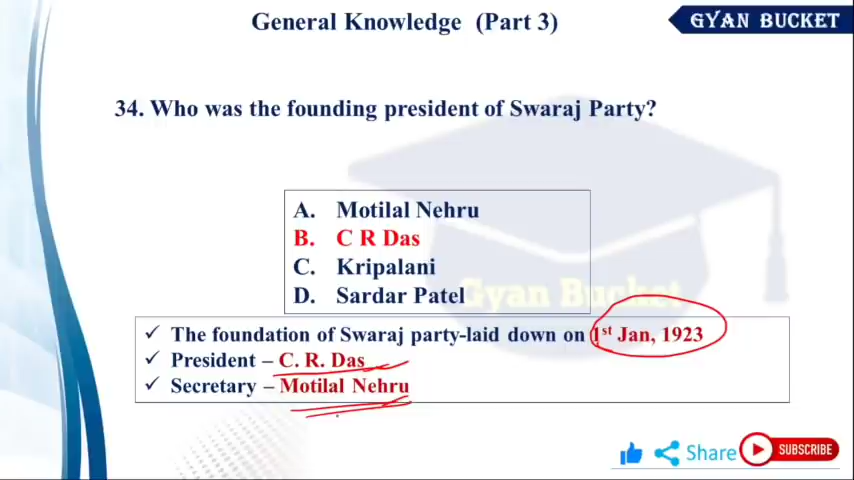 General Knowledge (Part 3)
GYAN BUCKET
34. Who was the founding president of Swaraj Party?
A. Motilal Nehru
B. C R Das
C. Kripalani
D. Sardar Patel
Gyan Bucket
✓ The foundation of Swaraj party-laid down on 1st Jan, 1923
✓ President – C. R. Das
✓ Secretary – Motilal Nehru
Share
SUBSCRIBE